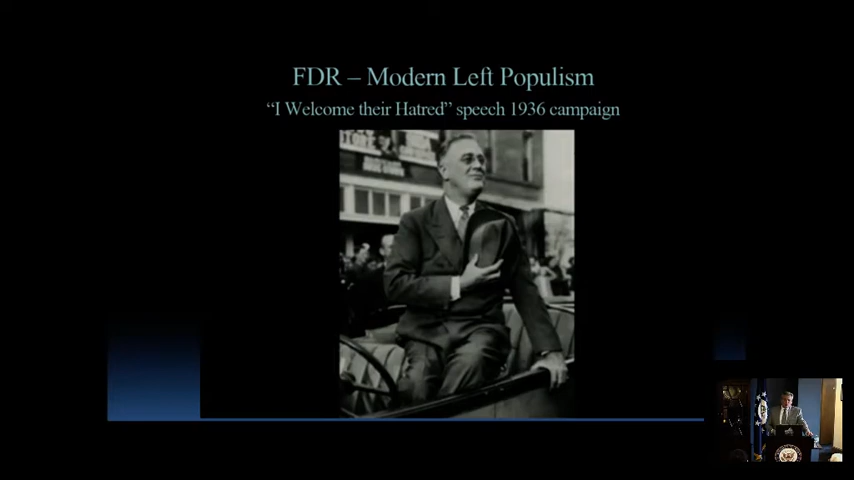 FDR – Modern Left Populism
“I Welcome their Hatred” speech 1936 campaign